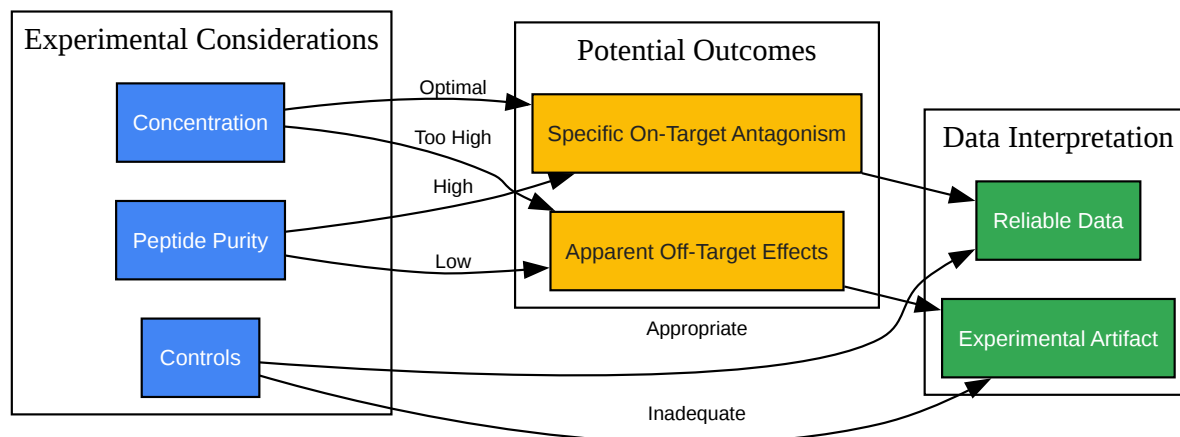 Experimental Considerations
Concentration
Peptide Purity
Controls
Optimal
Too High
High
Low
Appropriate
Inadequate
Potential Outcomes
Specific On-Target Antagonism
Apparent Off-Target Effects
Data Interpretation
Reliable Data
Experimental Artifact